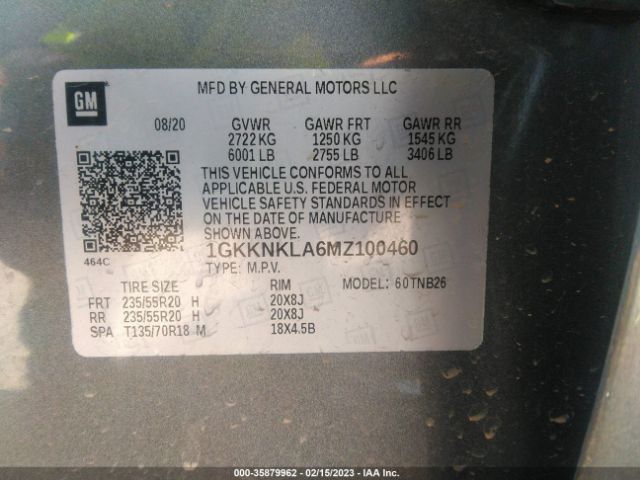 GM
MFD BY GENERAL MOTORS LLC
08/20 GVWR GAWR FRT GAWR RR
2722 KG 1250 KG 1545 KG
6001 LB 2755 LB 3406 LB
THIS VEHICLE CONFORMS TO ALL
APPLICABLE U.S. FEDERAL MOTOR
VEHICLE SAFETY STANDARDS IN EFFECT
ON THE DATE OF MANUFACTURE
SHOWN ABOVE.
464C
1GKKNKLA6MZ100460
TYPE: M.P.V.
TIRE SIZE RIM MODEL: 60TNB26
FRT 235/55R20 H 20X8J
RR 235/55R20 H 20X8J
SPA T135/70R18 M 18X4.5B
000-35879962 - 02/15/2023 - IAA Inc.